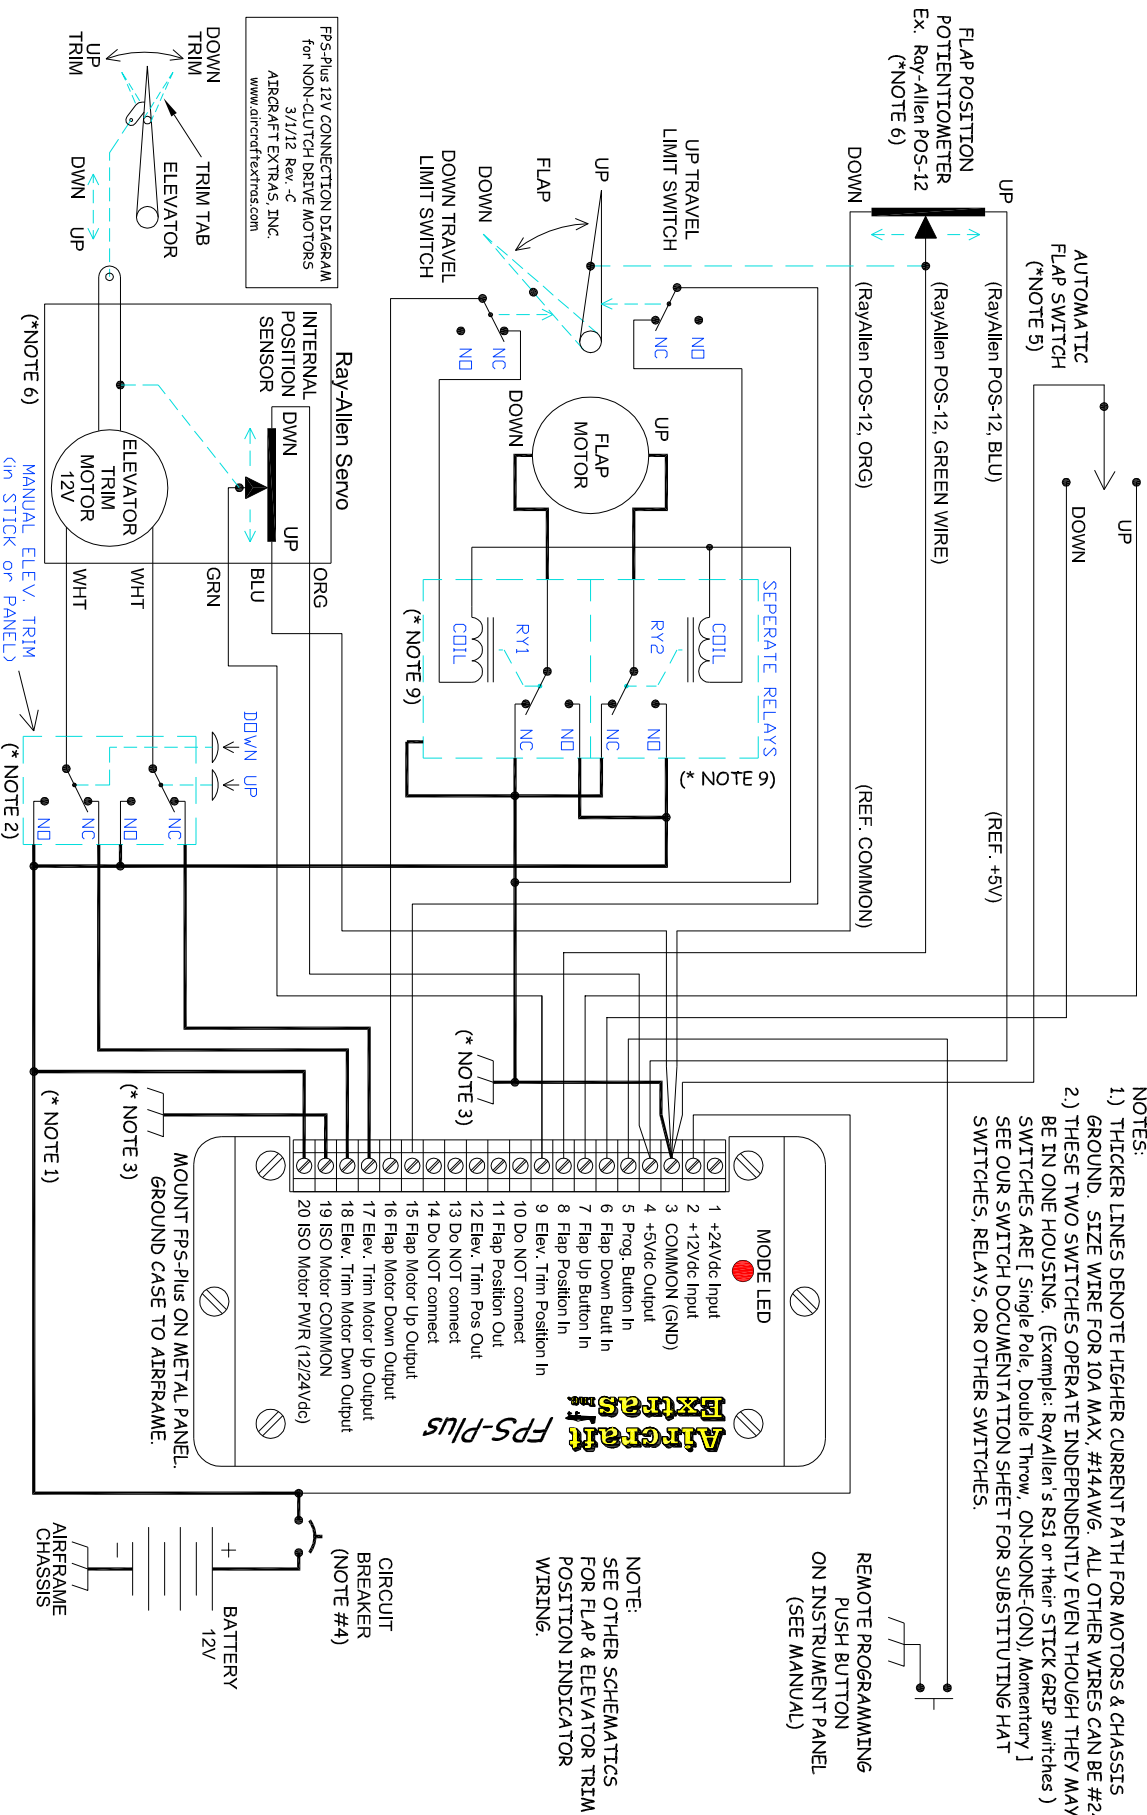 NOTES:
1.) THICKER LINES DENOTE HIGHER CURRENT PATH FOR MOTORS & CHASSIS
GROUND. SIZE WIRE FOR 10A MAX, #14AWG. ALL OTHER WIRES CAN BE #2
2.) THESE TWO SWITCHES OPERATE INDEPENDENTLY EVEN THOUGH THEY MAY
BE IN ONE HOUSING. (Example: RayAllen's RS1 or their STICK GRIP switches )
SWITCHES ARE [ Single Pole, Double Throw, ON-NONE-(ON), Momentary ]
SEE OUR SWITCH DOCUMENTATION SHEET FOR SUBSTITUTING HAT
SWITCHES, RELAYS, OR OTHER SWITCHES.
AUTOMATIC
FLAP SWITCH
(*NOTE 5)
UP
DOWN
FLAP POSITION
POTIENTIOMETER
Ex. Ray-Allen POS-12
(*NOTE 6)
UP
DOWN
(RayAllen POS-12, BLU)
(REF. +5V)
(RayAllen POS-12, GREEN WIRE)
(RayAllen POS-12, ORG)
(REF. COMMON)
UP TRAVEL
LIMIT SWITCH
NO
NC
UP
FLAP
DOWN
DOWN TRAVEL
LIMIT SWITCH
NC
NO
UP
FLAP
MOTOR
DOWN
SEPERATE RELAYS
COIL
RY2
NO
NC
RY1
COIL
NO
NC
(* NOTE 9)
(* NOTE 9)
FPS-Plus 12V CONNECTION DIAGRAM
for NON-CLUTCH DRIVE MOTORS
3/1/12 Rev. -C
AIRCRAFT EXTRAS, INC.
www.aircraftextras.com
DOWN
TRIM
UP
TRIM
TRIM TAB
ELEVATOR
DWN
UP
Ray-Allen Servo
INTERNAL
POSITION
SENSOR
DWN
UP
ELEVATOR
TRIM
MOTOR
12V
(*NOTE 6)
ORG
BLU
GRN
WHT
WHT
MANUAL ELEV. TRIM
(in STICK or PANEL)
DOWN
UP
NC
NO
NC
NO
(* NOTE 2)
(* NOTE 3)
(* NOTE 3)
(* NOTE 1)
MODE LED
1 +24Vdc Input
2 +12Vdc Input
3 COMMON (GND)
4 +5Vdc Output
5 Prog. Button In
6 Flap Down Butt In
7 Flap Up Button In
8 Flap Position In
9 Elev. Trim Position In
10 Do NOT connect
11 Flap Position Out
12 Elev. Trim Pos Out
13 Do NOT connect
14 Do NOT connect
15 Flap Motor Up Output
16 Flap Motor Down Output
17 Elev. Trim Motor Up Output
18 Elev. Trim Motor Dwn Output
19 ISO Motor COMMON
20 ISO Motor PWR (12/24Vdc)
Aircraft
Extras Inc.
FPS-Plus
MOUNT FPS-Plus ON METAL PANEL.
GROUND CASE TO AIRFRAME.
REMOTE PROGRAMMING
PUSH BUTTON
ON INSTRUMENT PANEL
(SEE MANUAL)
NOTE:
SEE OTHER SCHEMATICS
FOR FLAP & ELEVATOR TRIM
POSITION INDICATOR
WIRING.
CIRCUIT
BREAKER
(NOTE #4)
+
-
BATTERY
12V
AIRFRAME
CHASSIS